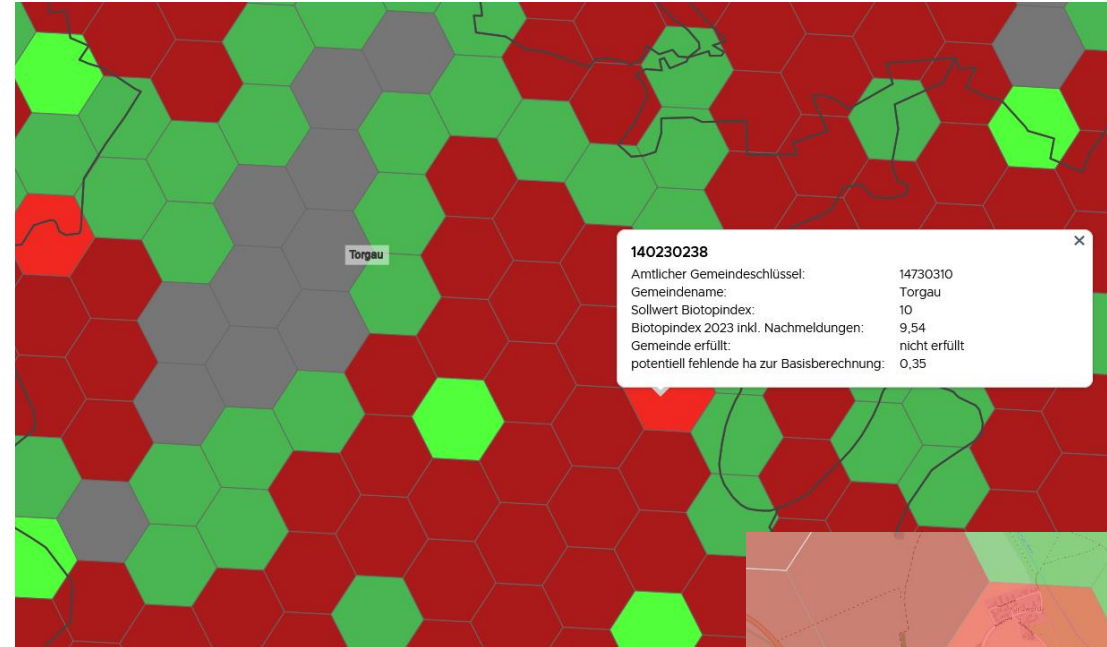 Torgau
140230238
Amtlicher Gemeindeschlüssel: 14730310
Gemeindename: Torgau
Sollwert Biotopindex: 10
Biotopindex 2023 inkl. Nachmeldungen: 9,54
Gemeinde erfüllt: nicht erfüllt
potentiell fehlende ha zur Basisberechnung: 0,35